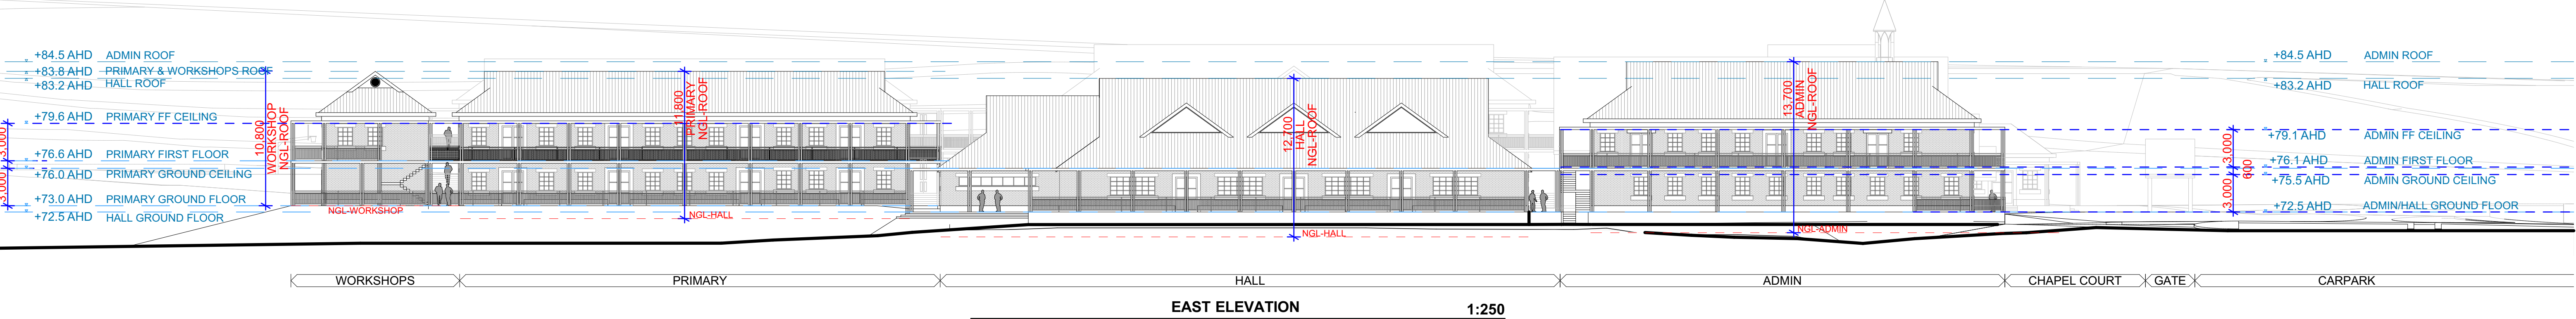 +84.5 AHD ADMIN ROOF
+83.8 AHD PRIMARY & WORKSHOPS ROOF
+83.2 AHD HALL ROOF
+79.6 AHD PRIMARY FF CEILING
+76.6 AHD PRIMARY FIRST FLOOR
+76.0 AHD PRIMARY GROUND CEILING
+73.0 AHD PRIMARY GROUND FLOOR
+72.5 AHD HALL GROUND FLOOR
3,000
3,000
10,800
WORKSHOP
NGL-ROOF
NGL-WORKSHOP
11,800
PRIMARY
NGL-ROOF
NGL-HALL
12,700
HALL
NGL-ROOF
NGL-HALL
13,700
ADMIN
NGL-ROOF
NGL-ADMIN
3,000
600
3,000
+84.5 AHD ADMIN ROOF
+83.2 AHD HALL ROOF
+79.1 AHD ADMIN FF CEILING
+76.1 AHD ADMIN FIRST FLOOR
+75.5 AHD ADMIN GROUND CEILING
+72.5 AHD ADMIN/HALL GROUND FLOOR
WORKSHOPS PRIMARY HALL ADMIN CHAPEL COURT GATE CARPARK
EAST ELEVATION 1:250